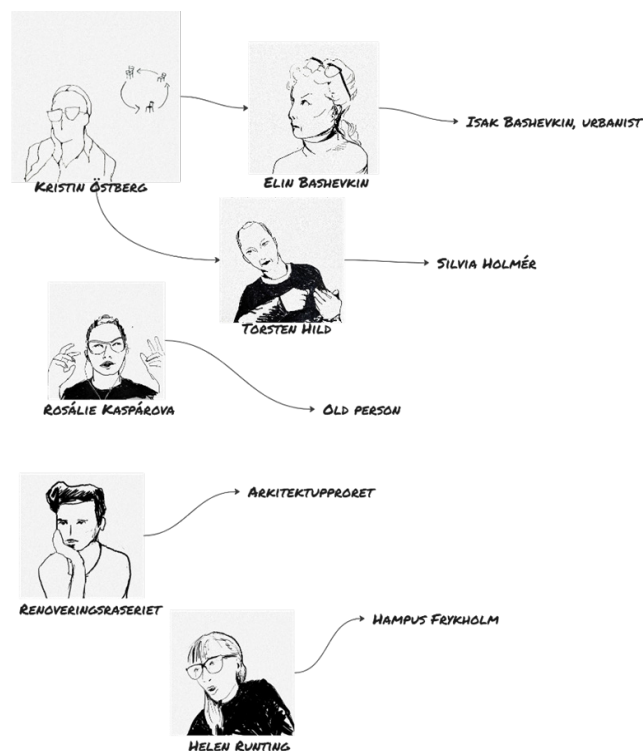 Isak Bashevkin, urbanist
Kristin Östberg
Elin Bashevkin
Silvia Holmér
Torsten Hild
Rosálie Kaspárova
Old person
Arkitektupproret
Renoveringsraseriet
Hampus Frykholm
Helen Runting